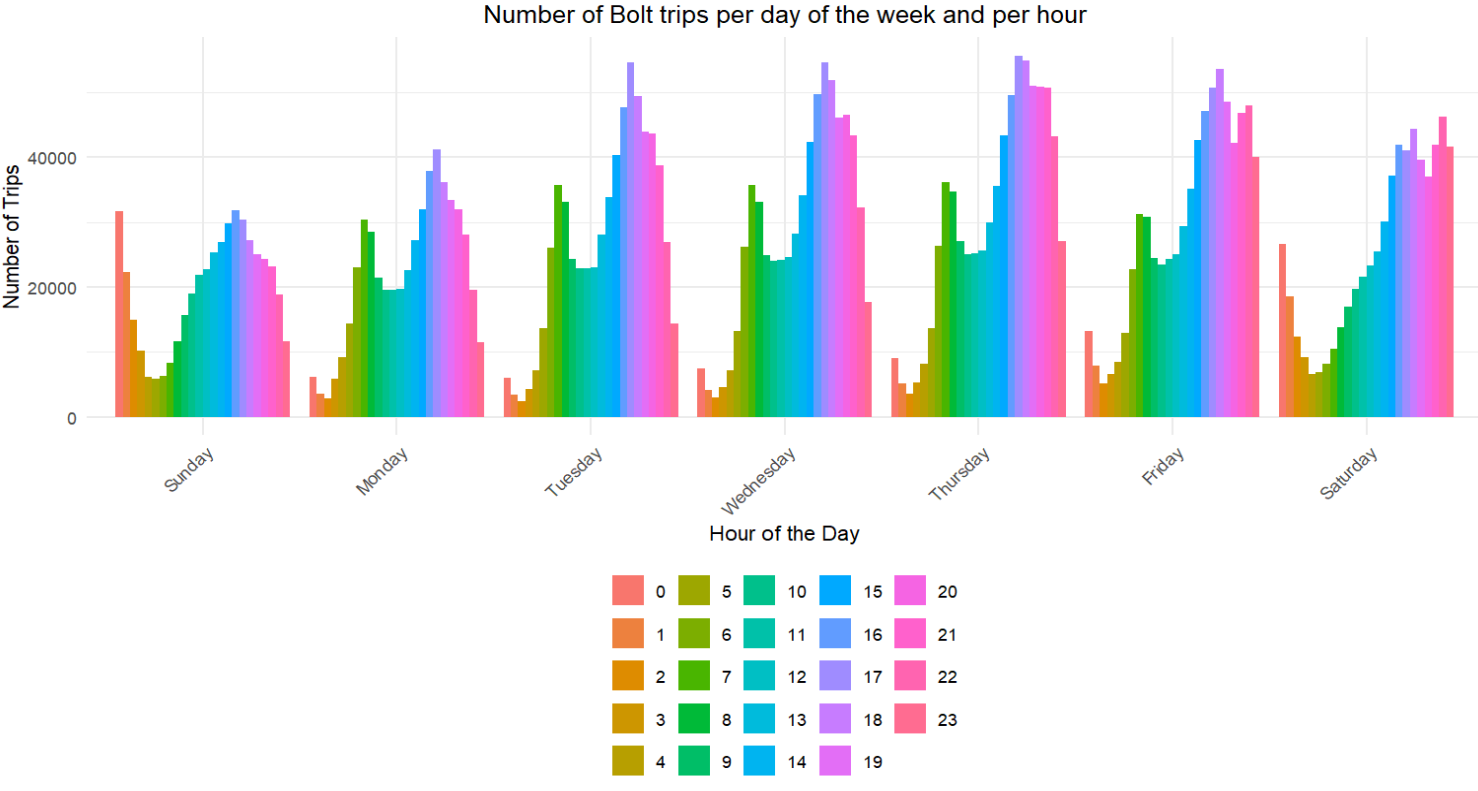 Number of Bolt trips per day of the week and per hour
Number of Trips
40000
20000
0
Sunday
Monday
Tuesday
Wednesday
Thursday
Friday
Saturday
Hour of the Day
0 5 10 15 20
1 6 11 16 21
2 7 12 17 22
3 8 13 18 23
4 9 14 19